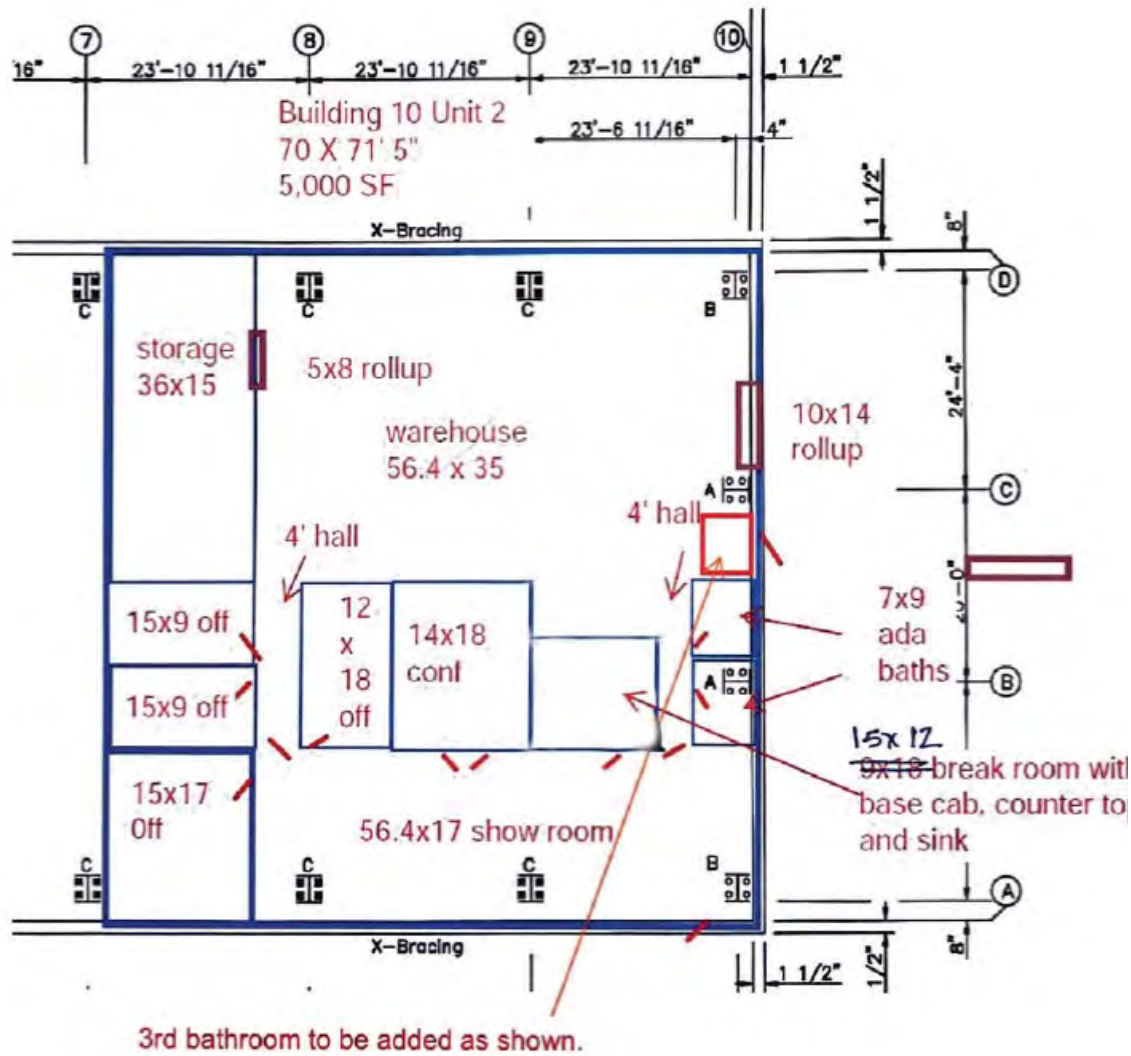 7
8
9
10
16"
23'-10 11/16"
23'-10 11/16"
23'-10 11/16"
1 1/2"
Building 10 Unit 2
70 X 71' 5"
5,000 SF
23'-6 11/16"
4"
1 1/2"
8"
X-Bracing
D
C
C
C
B
storage
36x15
5x8 rollup
warehouse
56.4 x 35
10x14
rollup
24'-4"
A
C
4' hall
4' hall
15x9 off
12
x
18
off
14x18
conf
7x9
ada
baths
15x9 off
A
B
15x12
9x18 break room with
base cab, counter top
and sink
15x17
Off
56.4x17 show room
C
C
C
B
A
X-Bracing
1 1/2"
1/2"
8"
3rd bathroom to be added as shown.